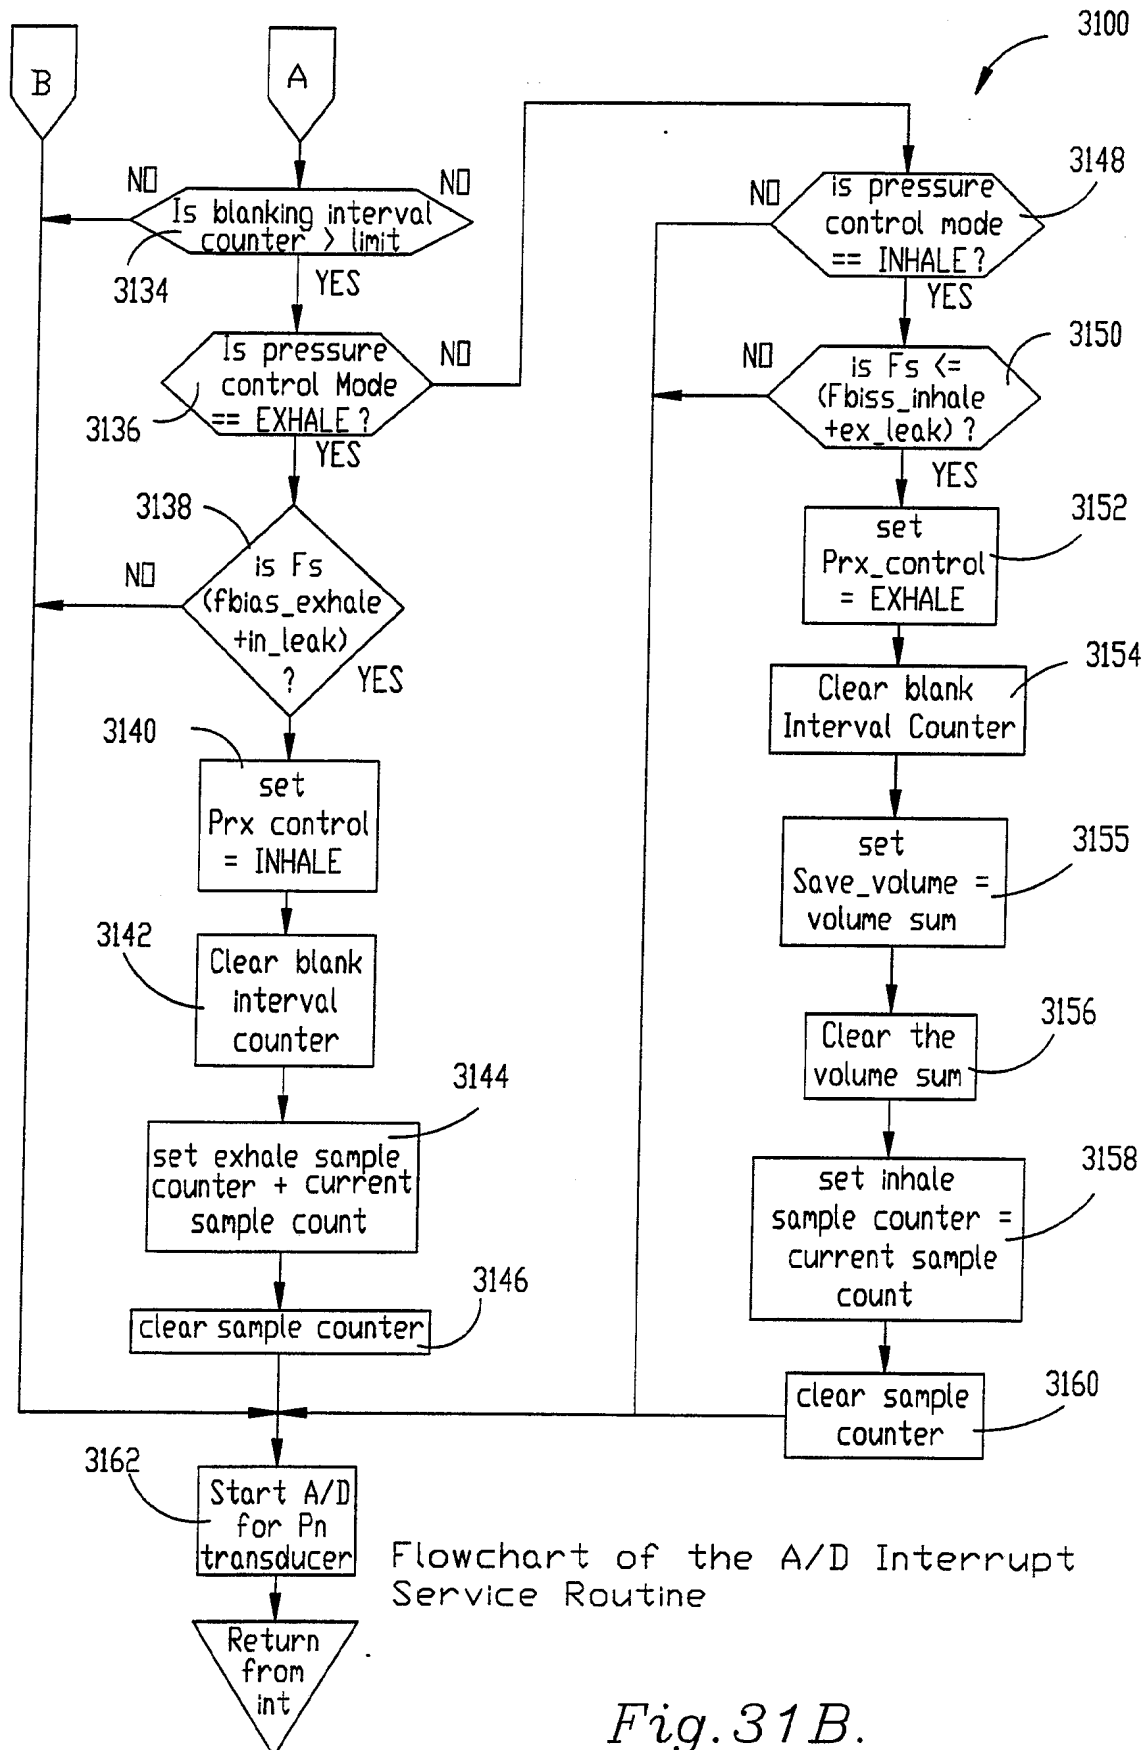 3100
B
A
NO
NO
Is blanking interval
counter > limit
3134
YES
Is pressure
control Mode
== EXHALE ?
3136
NO
YES
3138
is Fs
(fbias_exhale
+in_leak)
?
NO
YES
3140
set
Prx control
= INHALE
3142
Clear blank
interval
counter
3144
set exhale sample
counter + current
sample count
3146
clear sample counter
3148
is pressure
control mode
== INHALE ?
NO
YES
3150
is Fs <=
(Fbiss_inhale
+ex_leak) ?
NO
YES
3152
set
Prx_control
= EXHALE
3154
Clear blank
Interval Counter
3155
set
Save_volume =
volume sum
3156
Clear the
volume sum
3158
set inhale
sample counter =
current sample
count
3160
clear sample
counter
3162
Start A/D
for Pn
transducer
Return
from
int
Flowchart of the A/D Interrupt
Service Routine
Fig.31B.